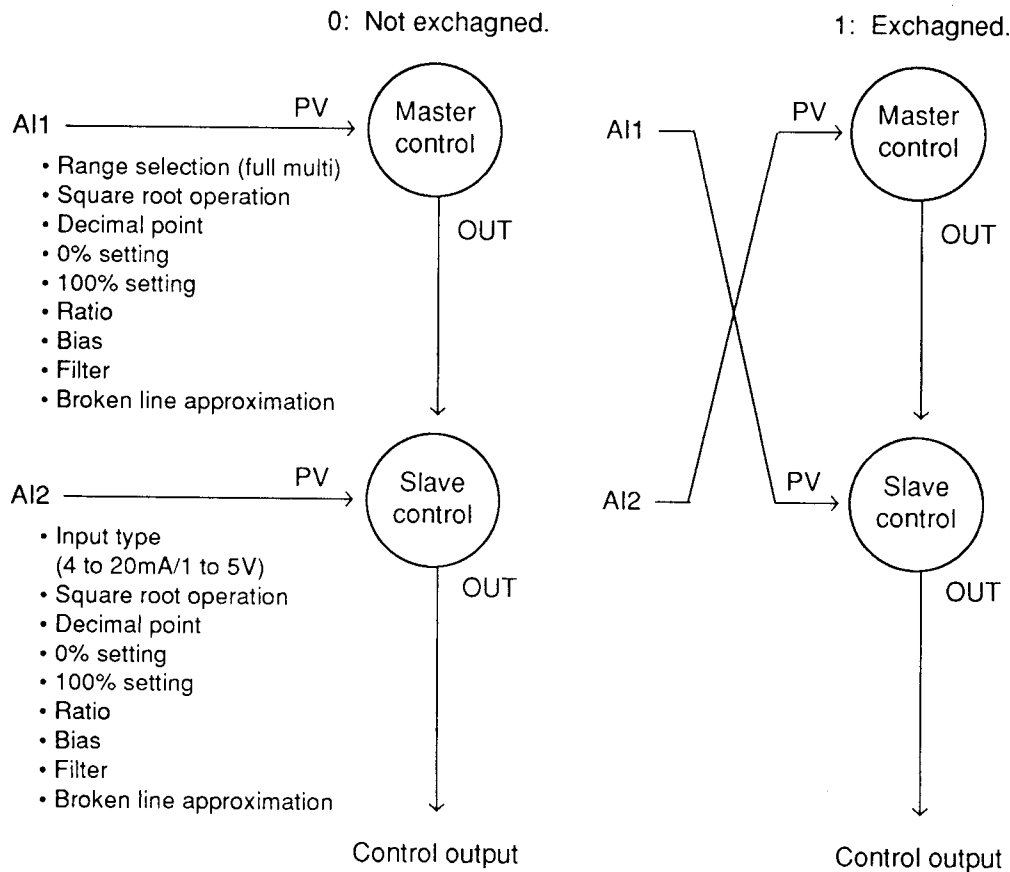 0: Not exchagned.
AI1
PV
Master
control
• Range selection (full multi)
• Square root operation
• Decimal point
• 0% setting
• 100% setting
• Ratio
• Bias
• Filter
• Broken line approximation
OUT
AI2
PV
Slave
control
• Input type
(4 to 20mA/1 to 5V)
• Square root operation
• Decimal point
• 0% setting
• 100% setting
• Ratio
• Bias
• Filter
• Broken line approximation
OUT
Control output
1: Exchagned.
AI1
PV
Master
control
OUT
AI2
PV
Slave
control
OUT
Control output